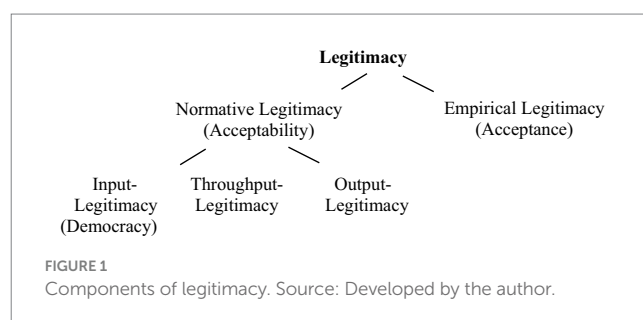 Legitimacy
Normative Legitimacy
(Acceptability)
Empirical Legitimacy
(Acceptance)
Input-
Legitimacy
(Democracy)
Throughput-
Legitimacy
Output-
Legitimacy
FIGURE 1
Components of legitimacy. Source: Developed by the author.